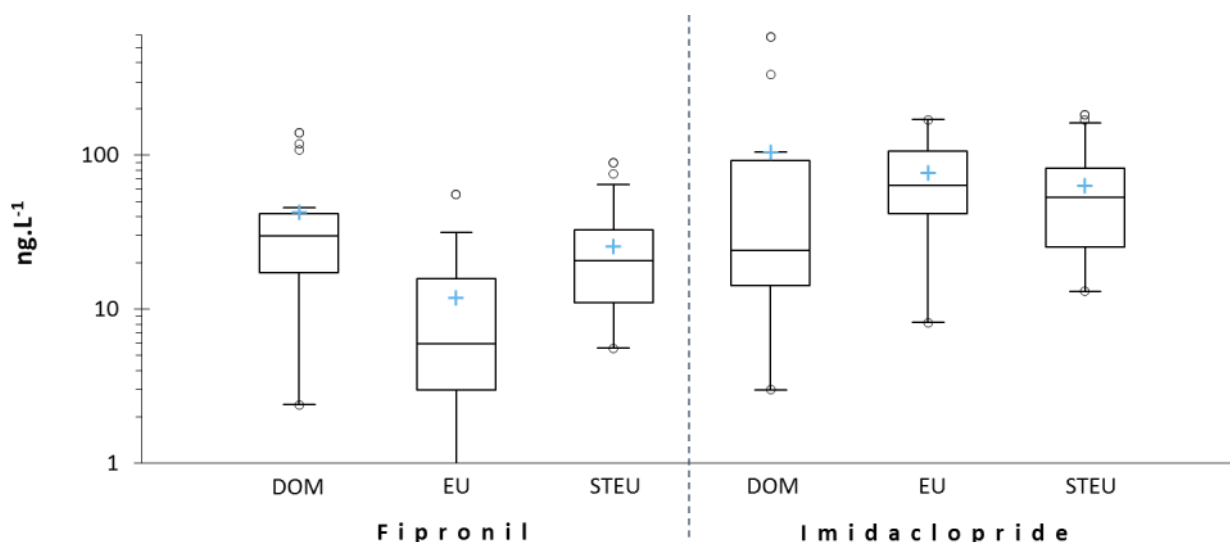 ng.L-1
100
10
1
DOM EU STEU DOM EU STEU
Fipronil Imidaclopride